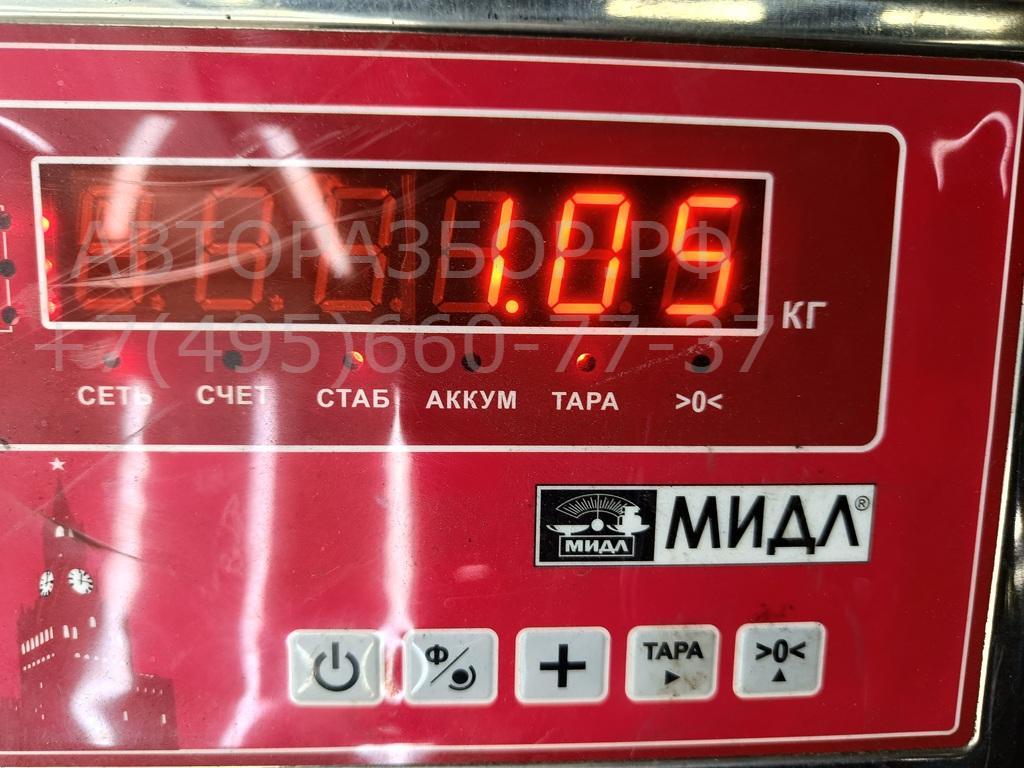 1.05
КГ
АВТОРАЗБОР.РФ
+7(495)660-77-37
СЕТЬ СЧЕТ СТАБ АККУМ ТАРА >0<
МИДЛ МИДЛ®
Ф ТАРА >0<